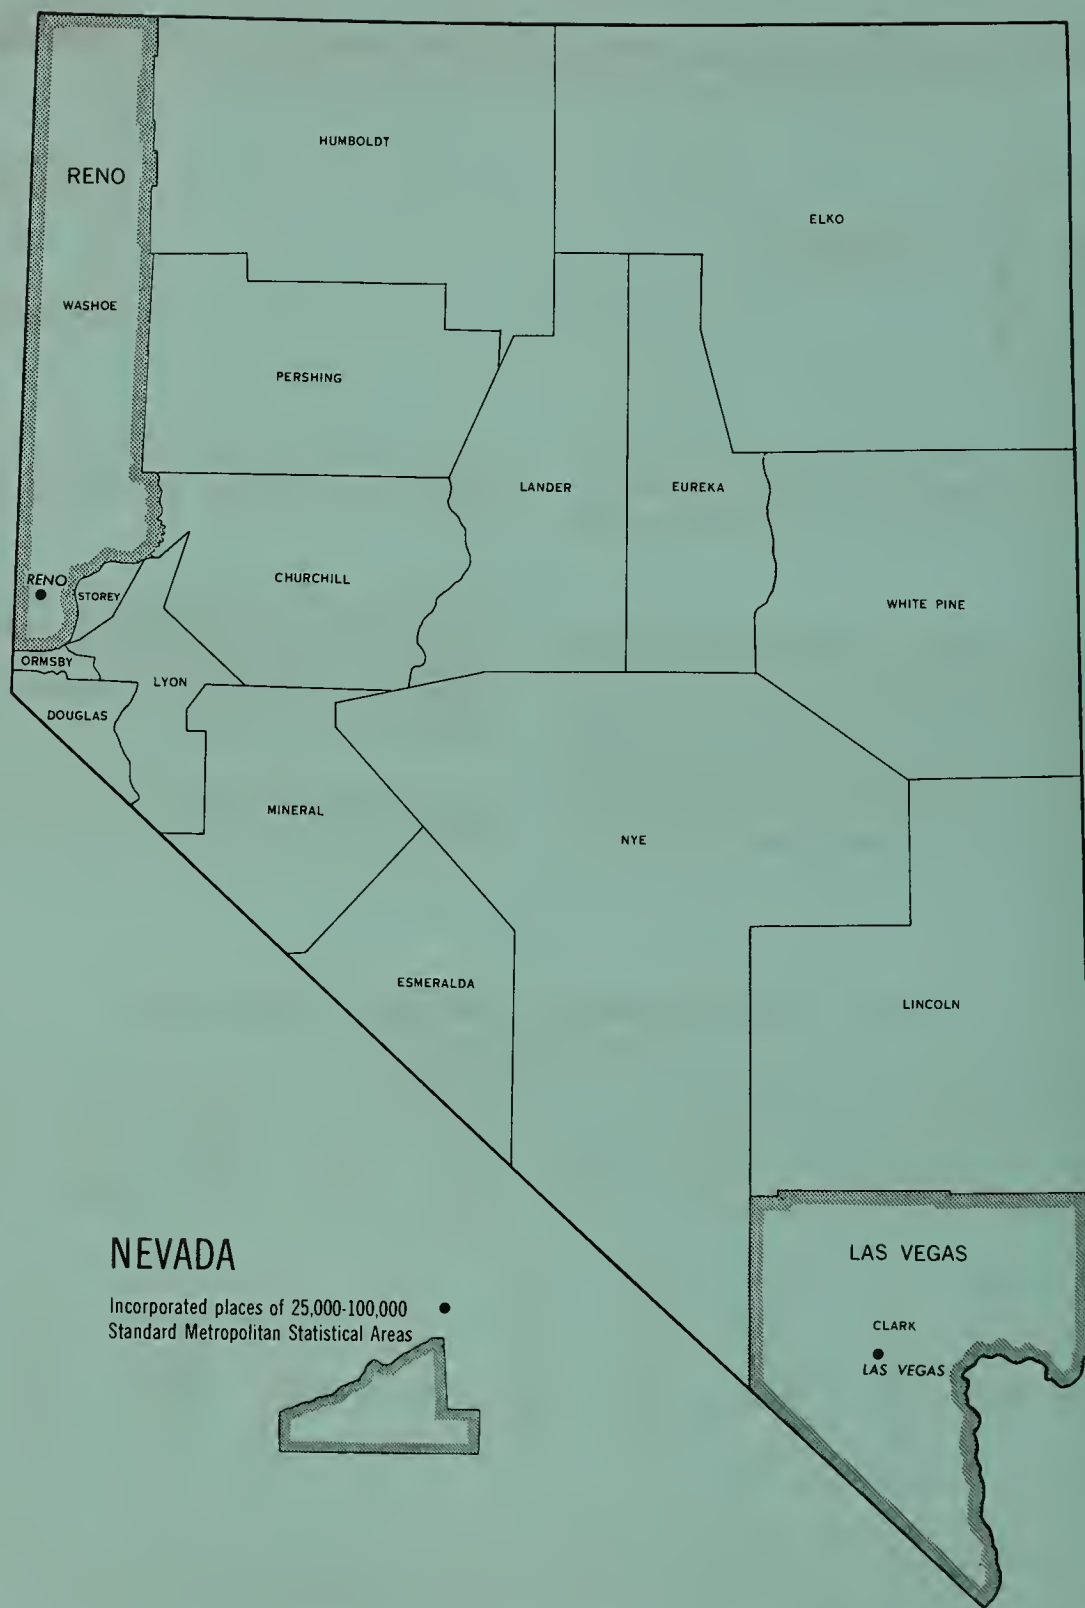 HUMBOLDT
RENO
ELKO
WASHOE
PERSHING
LANDER
EUREKA
CHURCHILL
RENO
STOREY
WHITE PINE
ORMSBY
LYON
DOUGLAS
MINERAL
NYE
ESMERALDA
LINCOLN
NEVADA
Incorporated places of 25,000-100,000
Standard Metropolitan Statistical Areas
LAS VEGAS
CLARK
LAS VEGAS